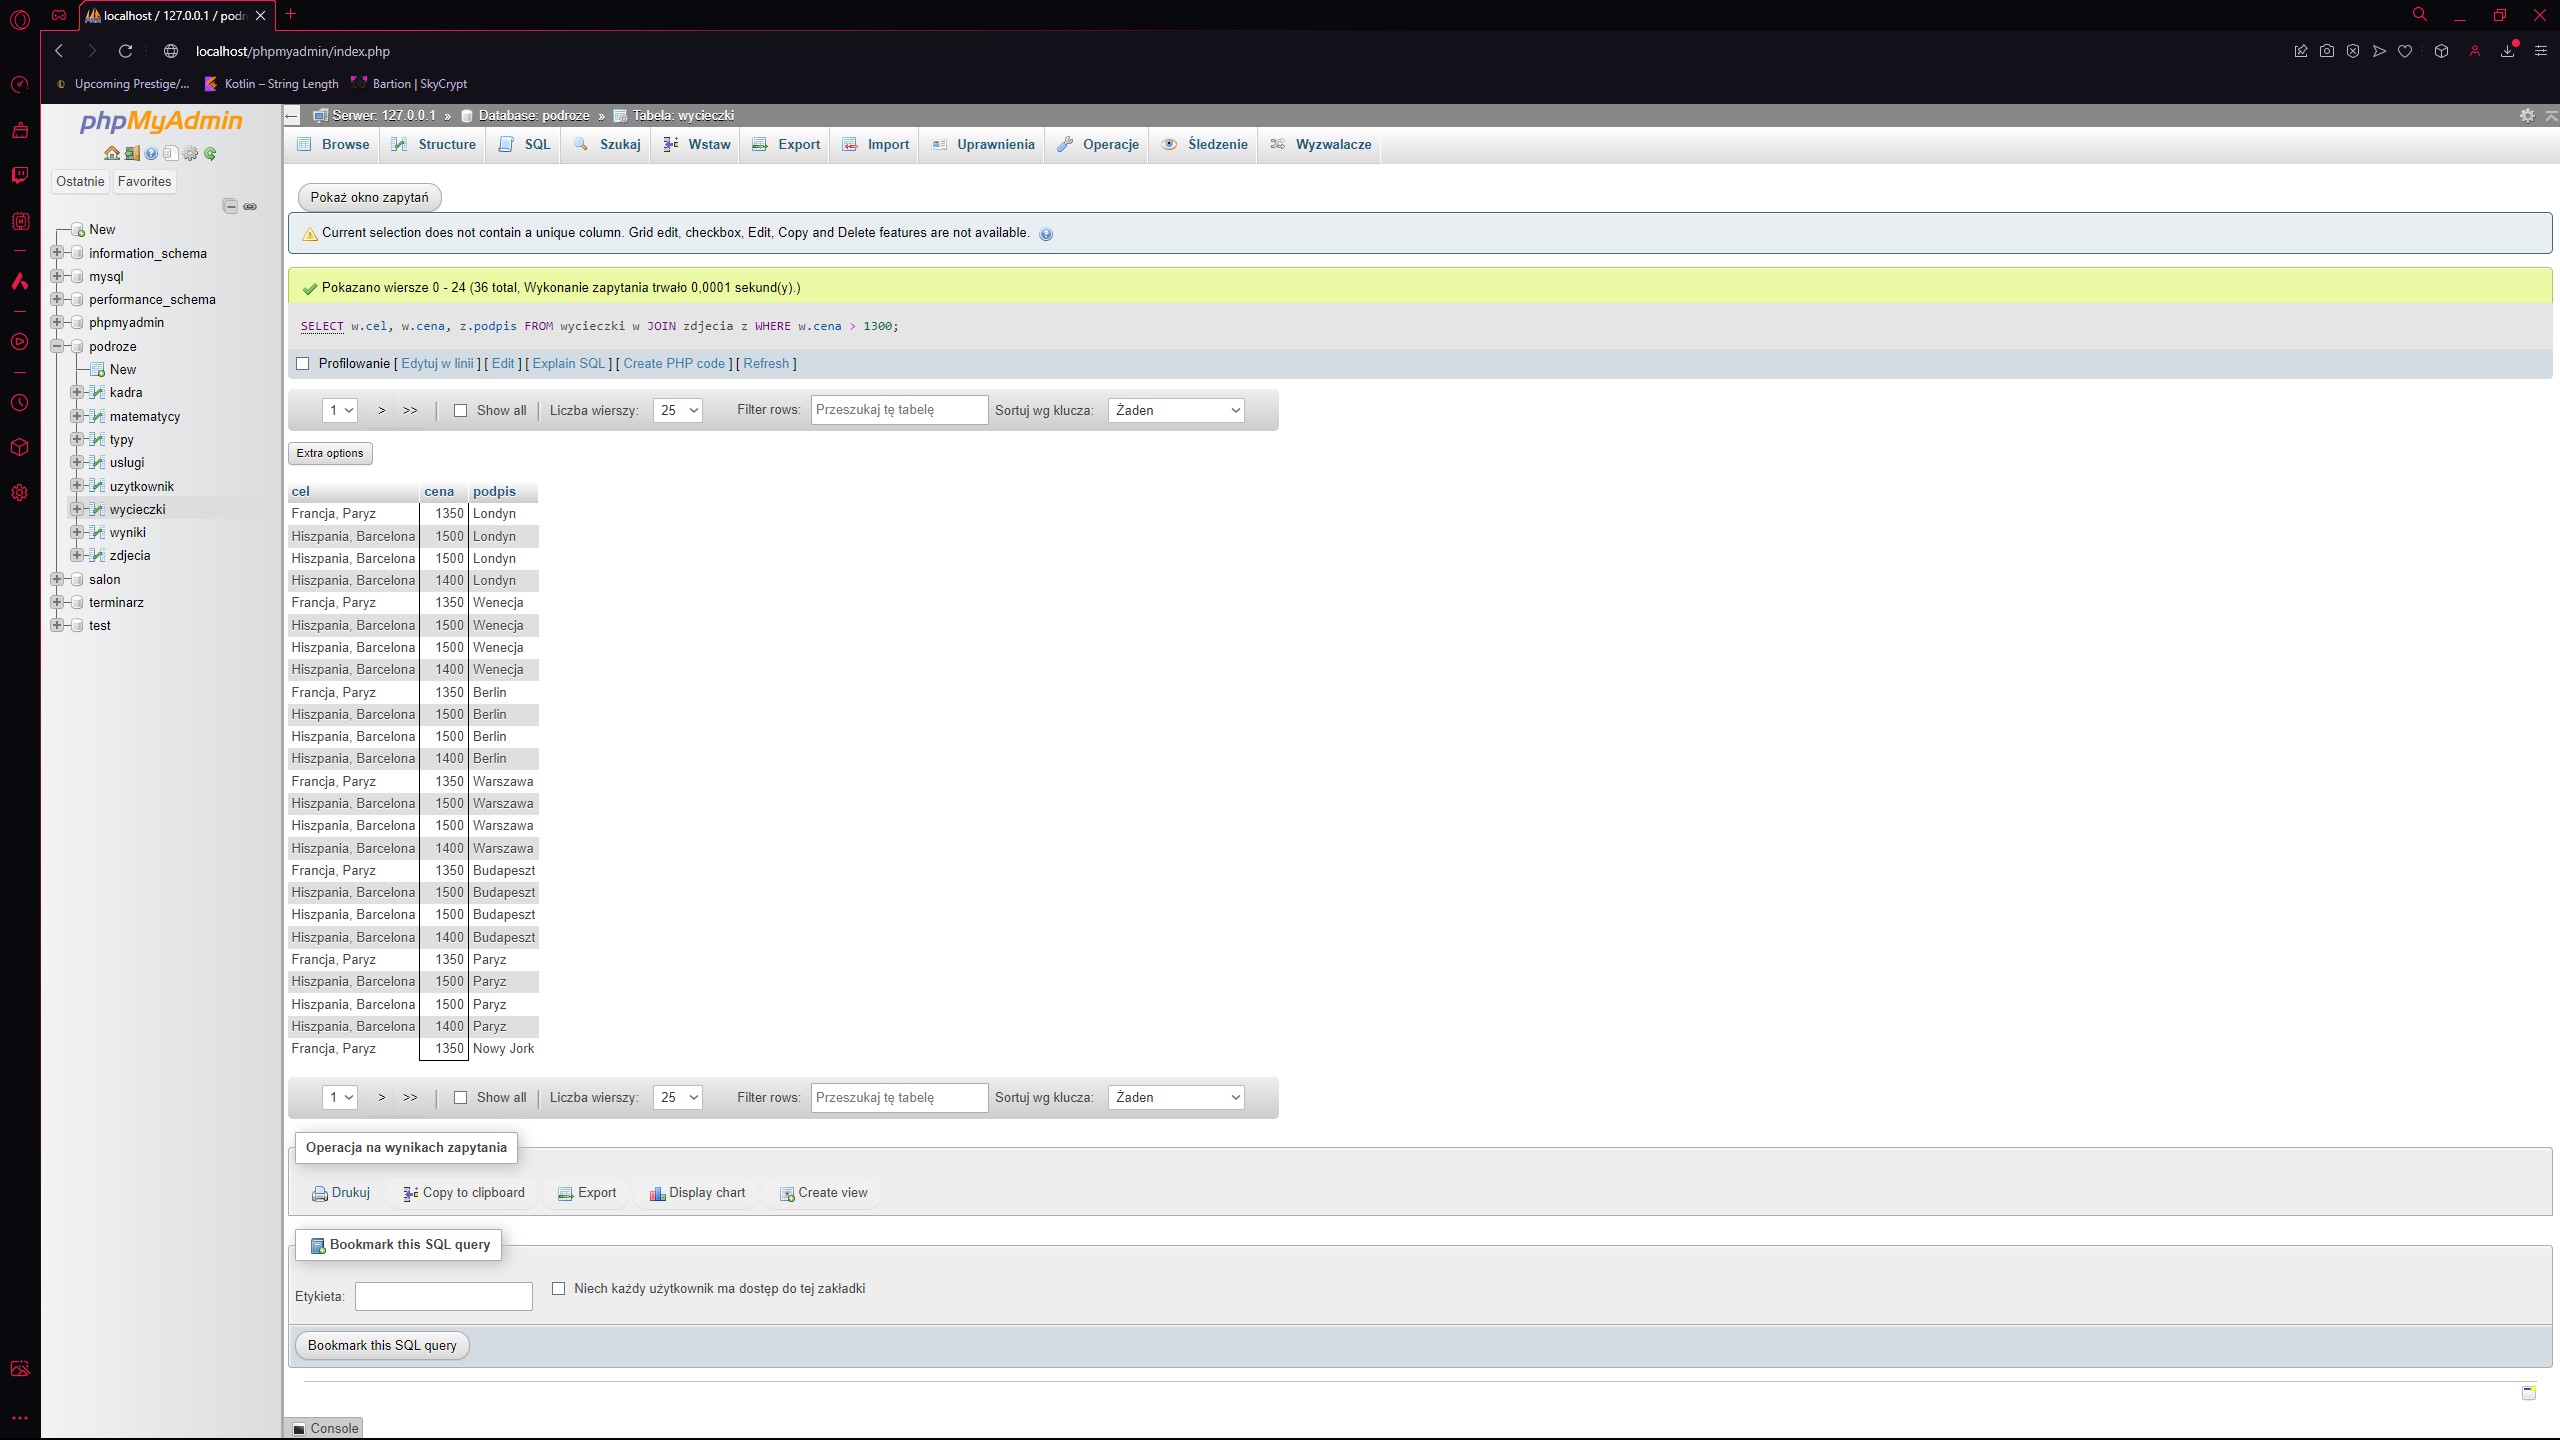 localhost / 127.0.0.1 / podro
localhost/phpmyadmin/index.php
Upcoming Prestige/... Kotlin – String Length Bartion | SkyCrypt
phpMyAdmin
Ostatnie Favorites
New
information_schema
mysql
performance_schema
phpmyadmin
podroze
New
kadra
matematycy
typy
uslugi
uzytkownik
wycieczki
wyniki
zdjecia
salon
terminarz
test
Serwer: 127.0.0.1 » Database: podroze » Tabela: wycieczki
Browse Structure SQL Szukaj Wstaw Export Import Uprawnienia Operacje Śledzenie Wyzwalacze
Pokaż okno zapytań
Current selection does not contain a unique column. Grid edit, checkbox, Edit, Copy and Delete features are not available.
Pokazano wiersze 0 - 24 (36 total, Wykonanie zapytania trwało 0,0001 sekund(y).)
SELECT w.cel, w.cena, z.podpis FROM wycieczki w JOIN zdjecia z WHERE w.cena > 1300;
Profilowanie [ Edytuj w linii ] [ Edit ] [ Explain SQL ] [ Create PHP code ] [ Refresh ]
1 > >> | Show all | Liczba wierszy: 25 Filter rows: Przeszukaj tę tabelę Sortuj wg klucza: Żaden
Extra options
cel cena podpis
Francja, Paryz 1350 Londyn
Hiszpania, Barcelona 1500 Londyn
Hiszpania, Barcelona 1500 Londyn
Hiszpania, Barcelona 1400 Londyn
Francja, Paryz 1350 Wenecja
Hiszpania, Barcelona 1500 Wenecja
Hiszpania, Barcelona 1500 Wenecja
Hiszpania, Barcelona 1400 Wenecja
Francja, Paryz 1350 Berlin
Hiszpania, Barcelona 1500 Berlin
Hiszpania, Barcelona 1500 Berlin
Hiszpania, Barcelona 1400 Berlin
Francja, Paryz 1350 Warszawa
Hiszpania, Barcelona 1500 Warszawa
Hiszpania, Barcelona 1500 Warszawa
Hiszpania, Barcelona 1400 Warszawa
Francja, Paryz 1350 Budapeszt
Hiszpania, Barcelona 1500 Budapeszt
Hiszpania, Barcelona 1500 Budapeszt
Hiszpania, Barcelona 1400 Budapeszt
Francja, Paryz 1350 Paryz
Hiszpania, Barcelona 1500 Paryz
Hiszpania, Barcelona 1500 Paryz
Hiszpania, Barcelona 1400 Paryz
Francja, Paryz 1350 Nowy Jork
1 > >> | Show all | Liczba wierszy: 25 Filter rows: Przeszukaj tę tabelę Sortuj wg klucza: Żaden
Operacja na wynikach zapytania
Drukuj Copy to clipboard Export Display chart Create view
Bookmark this SQL query
Etykieta: Niech każdy użytkownik ma dostęp do tej zakładki
Bookmark this SQL query
Console